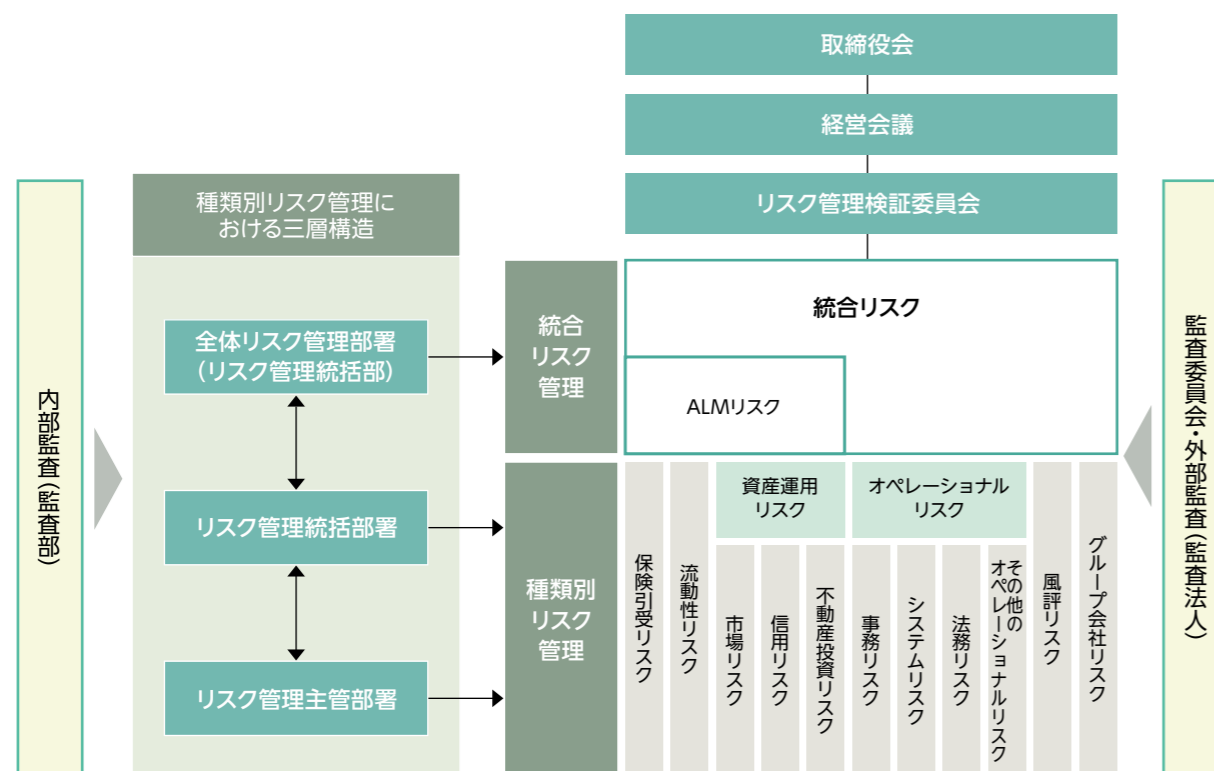 取締役会
経営会議
リスク管理検証委員会
内部監査（監査部）
種類別リスク管理に
おける三層構造
全体リスク管理部署
（リスク管理統括部）
リスク管理統括部署
リスク管理主管部署
統合
リスク
管理
種類別
リスク
管理
統合リスク
ALMリスク
保険引受リスク
流動性リスク
資産運用
リスク
市場リスク
信用リスク
不動産投資リスク
オペレーショナル
リスク
事務リスク
システムリスク
法務リスク
その他の
オペレーショナルリスク
風評リスク
グループ会社リスク
監査委員会・外部監査（監査法人）